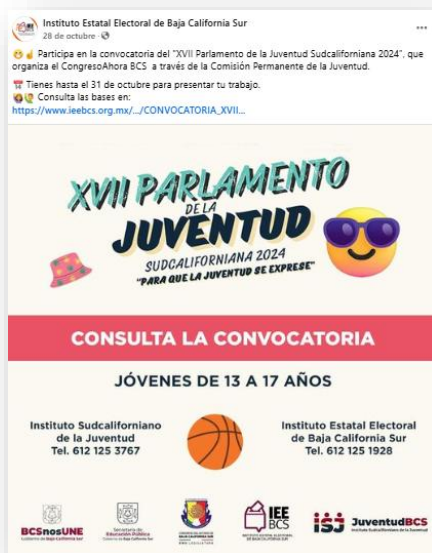 Instituto Estatal Electoral de Baja California Sur
28 de octubre ·
Participa en la convocatoria del "XVII Parlamento de la Juventud Sudcaliforniana 2024", que
organiza el CongresoAhora BCS a través de la Comisión Permanente de la Juventud.
Tienes hasta el 31 de octubre para presentar tu trabajo.
Consulta las bases en:
https://www.ieebcs.org.mx/.../CONVOCATORIA_XVII...
XVII PARLAMENTO
DE LA
JUVENTUD
SUDCALIFORNIANA 2024
"PARA QUE LA JUVENTUD SE EXPRESE"
CONSULTA LA CONVOCATORIA
JÓVENES DE 13 A 17 AÑOS
Instituto Sudcaliforniano
de la Juventud
Tel. 612 125 3767
Instituto Estatal Electoral
de Baja California Sur
Tel. 612 125 1928
BCSnosUNE
Secretaría de
Educación Pública
IEE
BCS
isj JuventudBCS